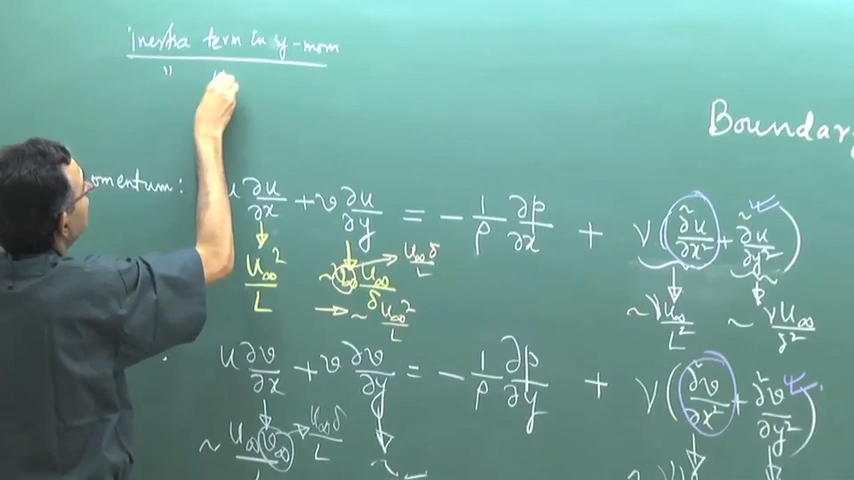 Inertia term in y-mom
" "
Boundary
omentum: u ∂u/∂x + v ∂u/∂y = - 1/ρ ∂p/∂x + ν(∂²u/∂x² + ∂²u/∂y²)
u∞²/L ~ v∞ u∞/δ → u∞δ/L
→ ~ u∞²/L ~ νu∞/L² ~ νu∞/δ²
: u ∂v/∂x + v ∂v/∂y = - 1/ρ ∂p/∂y + ν(∂²v/∂x² + ∂²v/∂y²)
~ u∞ v∞/L → u∞δ/L ~